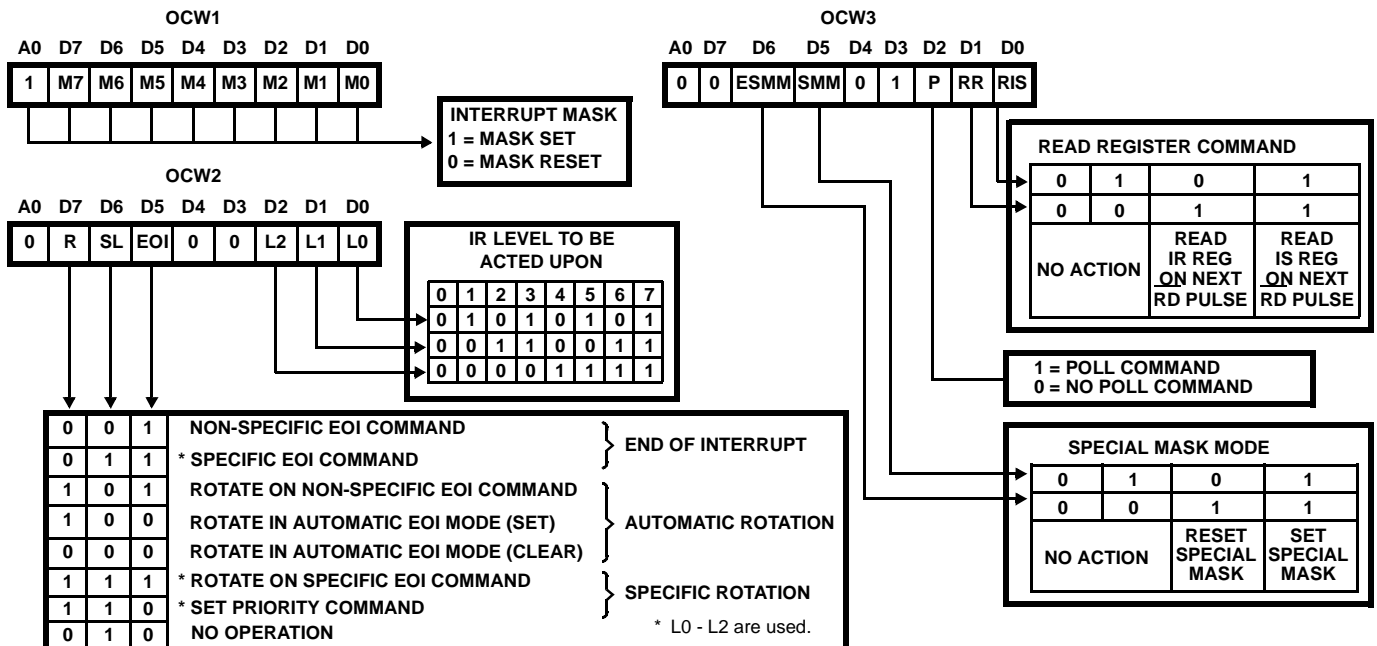 OCW1
A0 D7 D6 D5 D4 D3 D2 D1 D0
1 M7 M6 M5 M4 M3 M2 M1 M0
INTERRUPT MASK
1 = MASK SET
0 = MASK RESET
OCW2
A0 D7 D6 D5 D4 D3 D2 D1 D0
0 R SL EOI 0 0 L2 L1 L0
IR LEVEL TO BE
ACTED UPON
0 1 2 3 4 5 6 7
0 1 0 1 0 1 0 1
0 0 1 1 0 0 1 1
0 0 0 0 1 1 1 1
0 0 1 NON-SPECIFIC EOI COMMAND
0 1 1 * SPECIFIC EOI COMMAND
END OF INTERRUPT
1 0 1 ROTATE ON NON-SPECIFIC EOI COMMAND
1 0 0 ROTATE IN AUTOMATIC EOI MODE (SET)
0 0 0 ROTATE IN AUTOMATIC EOI MODE (CLEAR)
AUTOMATIC ROTATION
1 1 1 * ROTATE ON SPECIFIC EOI COMMAND
1 1 0 * SET PRIORITY COMMAND
SPECIFIC ROTATION
0 1 0 NO OPERATION
* L0 - L2 are used.
OCW3
A0 D7 D6 D5 D4 D3 D2 D1 D0
0 0 ESMM SMM 0 1 P RR RIS
READ REGISTER COMMAND
0 1 0 1
0 0 1 1
NO ACTION
READ
IR REG
ON NEXT
RD PULSE
READ
IS REG
ON NEXT
RD PULSE
1 = POLL COMMAND
0 = NO POLL COMMAND
SPECIAL MASK MODE
0 1 0 1
0 0 1 1
NO ACTION
RESET
SPECIAL
MASK
SET
SPECIAL
MASK